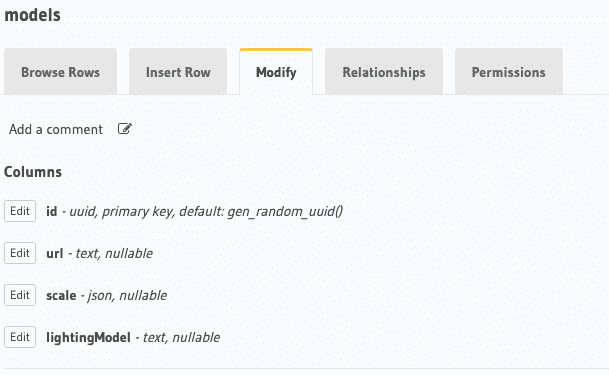 models
Browse Rows Insert Row Modify Relationships Permissions
Add a comment
Columns
Edit id - uuid, primary key, default: gen_random_uuid()
Edit url - text, nullable
Edit scale - json, nullable
Edit lightingModel - text, nullable